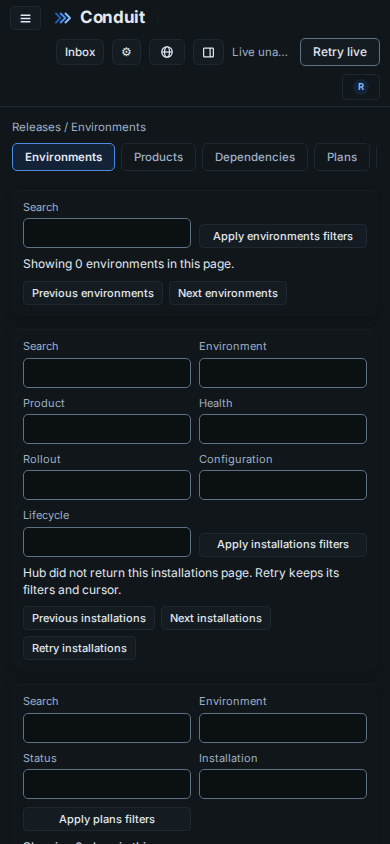 Conduit
Inbox
Live una...
Retry live
R
Releases / Environments
Environments
Products
Dependencies
Plans
Search
Apply environments filters
Showing 0 environments in this page.
Previous environments
Next environments
Search
Environment
Product
Health
Rollout
Configuration
Lifecycle
Apply installations filters
Hub did not return this installations page. Retry keeps its
filters and cursor.
Previous installations
Next installations
Retry installations
Search
Environment
Status
Installation
Apply plans filters